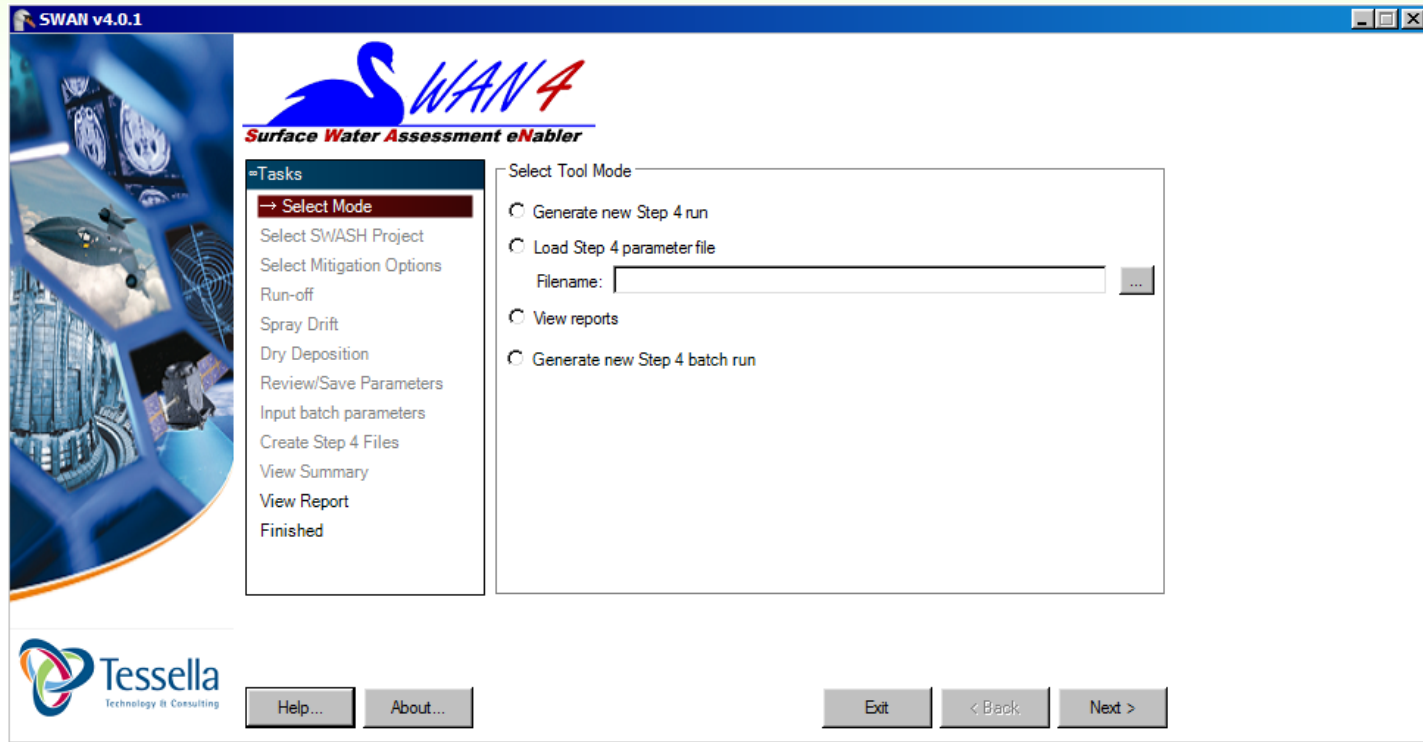 SWAN v4.0.1
SWAN 4
Surface Water Assessment eNabler
Tasks
→ Select Mode
Select SWASH Project
Select Mitigation Options
Run-off
Spray Drift
Dry Deposition
Review/Save Parameters
Input batch parameters
Create Step 4 Files
View Summary
View Report
Finished
Select Tool Mode
Generate new Step 4 run
Load Step 4 parameter file
Filename:
...
View reports
Generate new Step 4 batch run
Tessella
Technology & Consulting
Help...
About...
Exit
< Back
Next >